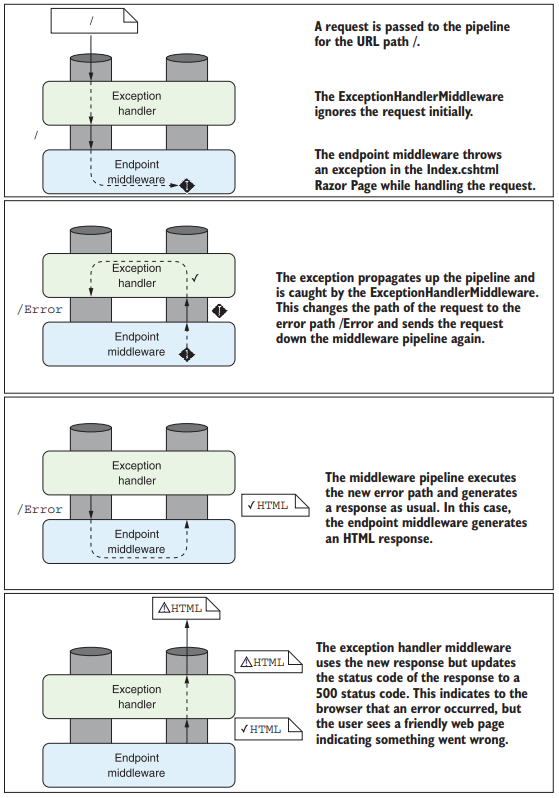 /
A request is passed to the pipeline
for the URL path /.
Exception
handler
The ExceptionHandlerMiddleware
ignores the request initially.
/
Endpoint
middleware
The endpoint middleware throws
an exception in the Index.cshtml
Razor Page while handling the request.
Exception
handler
✓
/Error
Endpoint
middleware
The exception propagates up the pipeline and
is caught by the ExceptionHandlerMiddleware.
This changes the path of the request to the
error path /Error and sends the request
down the middleware pipeline again.
Exception
handler
/Error
✓ HTML
Endpoint
middleware
The middleware pipeline executes
the new error path and generates
a response as usual. In this case,
the endpoint middleware generates
an HTML response.
⚠HTML
⚠HTML
Exception
handler
✓ HTML
Endpoint
middleware
The exception handler middleware
uses the new response but updates
the status code of the response to a
500 status code. This indicates to the
browser that an error occurred, but
the user sees a friendly web page
indicating something went wrong.